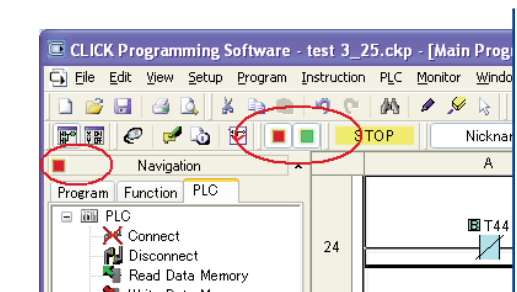 CLICK Programming Software - test 3_25.ckp - [Main Progr
File Edit View Setup Program Instruction PLC Monitor Windo
STOP Nicknar
Navigation A
Program Function PLC
PLC
Connect
Disconnect
Read Data Memory
T44
24